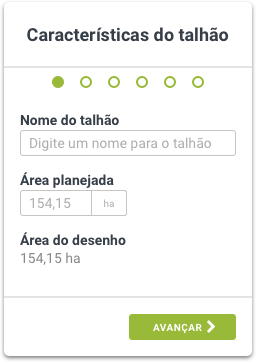 Características do talhão
Nome do talhão
Digite um nome para o talhão
Área planejada
154,15 ha
Área do desenho
154,15 ha
AVANÇAR